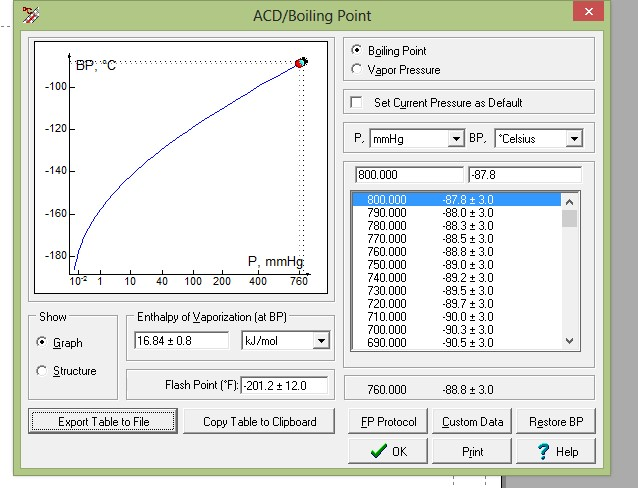 ACD/Boiling Point
BP, °C
-100
-120
-140
-160
-180
P, mmHg
10-2 1 10 40 100 200 400 760
Boiling Point
Vapor Pressure
Set Current Pressure as Default
P, mmHg BP, °Celsius
800.000 -87.8
800.000 -87.8 ± 3.0
790.000 -88.0 ± 3.0
780.000 -88.3 ± 3.0
770.000 -88.5 ± 3.0
760.000 -88.8 ± 3.0
750.000 -89.0 ± 3.0
740.000 -89.2 ± 3.0
730.000 -89.5 ± 3.0
720.000 -89.7 ± 3.0
710.000 -90.0 ± 3.0
700.000 -90.3 ± 3.0
690.000 -90.5 ± 3.0
760.000 -88.8 ± 3.0
Show
Graph
Structure
Enthalpy of Vaporization (at BP)
16.84 ± 0.8 kJ/mol
Flash Point (°F): -201.2 ± 12.0
Export Table to File Copy Table to Clipboard FP Protocol Custom Data Restore BP
OK Print ? Help